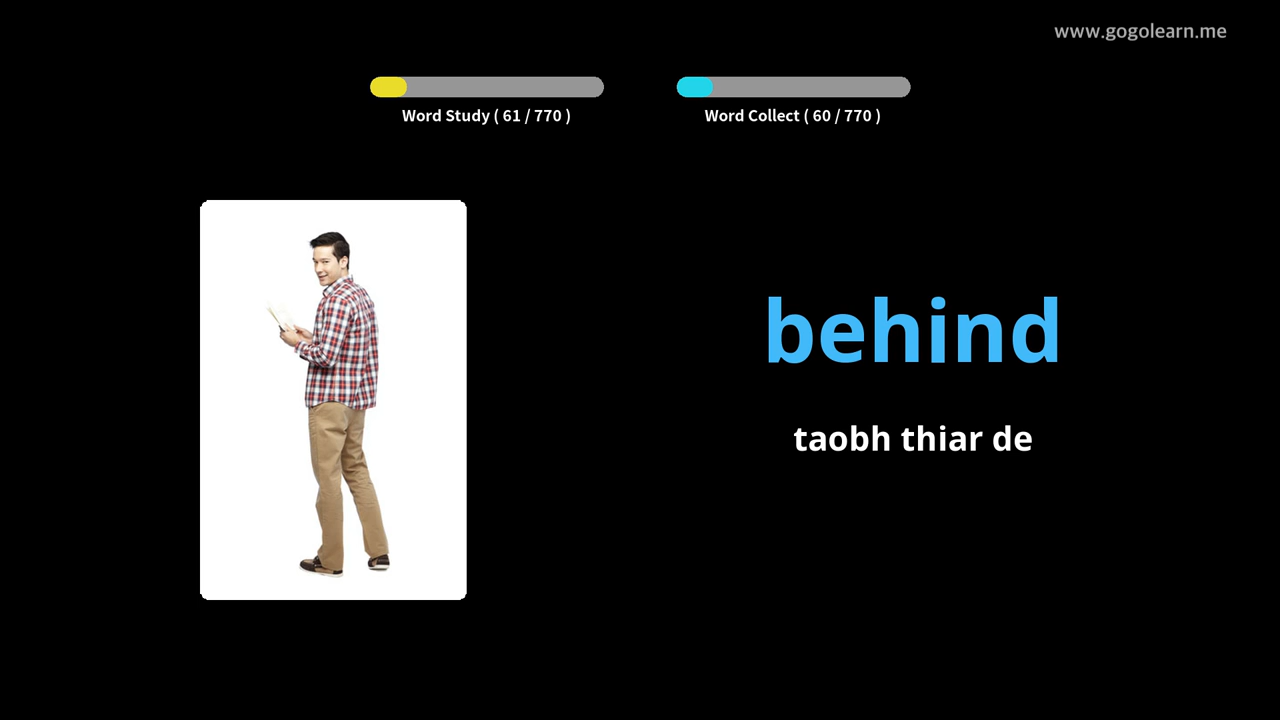 www.gogolearn.me
Word Study ( 61 / 770 )
Word Collect ( 60 / 770 )
behind
taobh thiar de